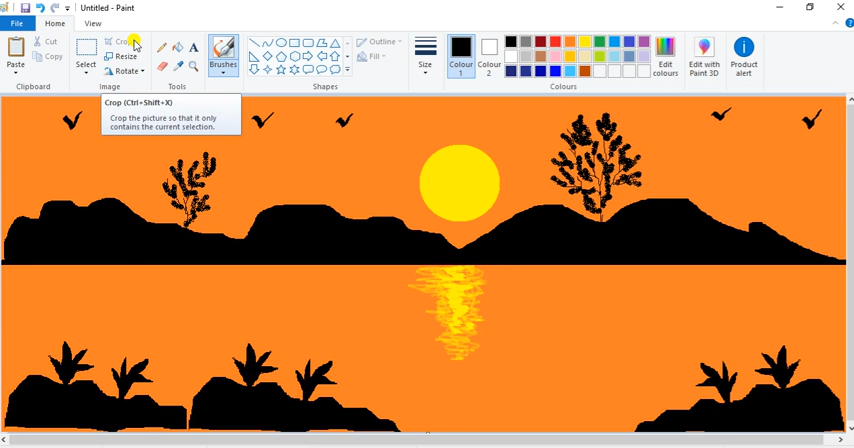 Untitled - Paint
File
Home
View
Paste
Cut
Copy
Clipboard
Select
Crop
Resize
Rotate
Image
Tools
Brushes
Shapes
Outline
Fill
Size
Colour
1
Colour
2
Colours
Edit
colours
Edit with
Paint 3D
Product
alert
Crop (Ctrl+Shift+X)
Crop the picture so that it only
contains the current selection.